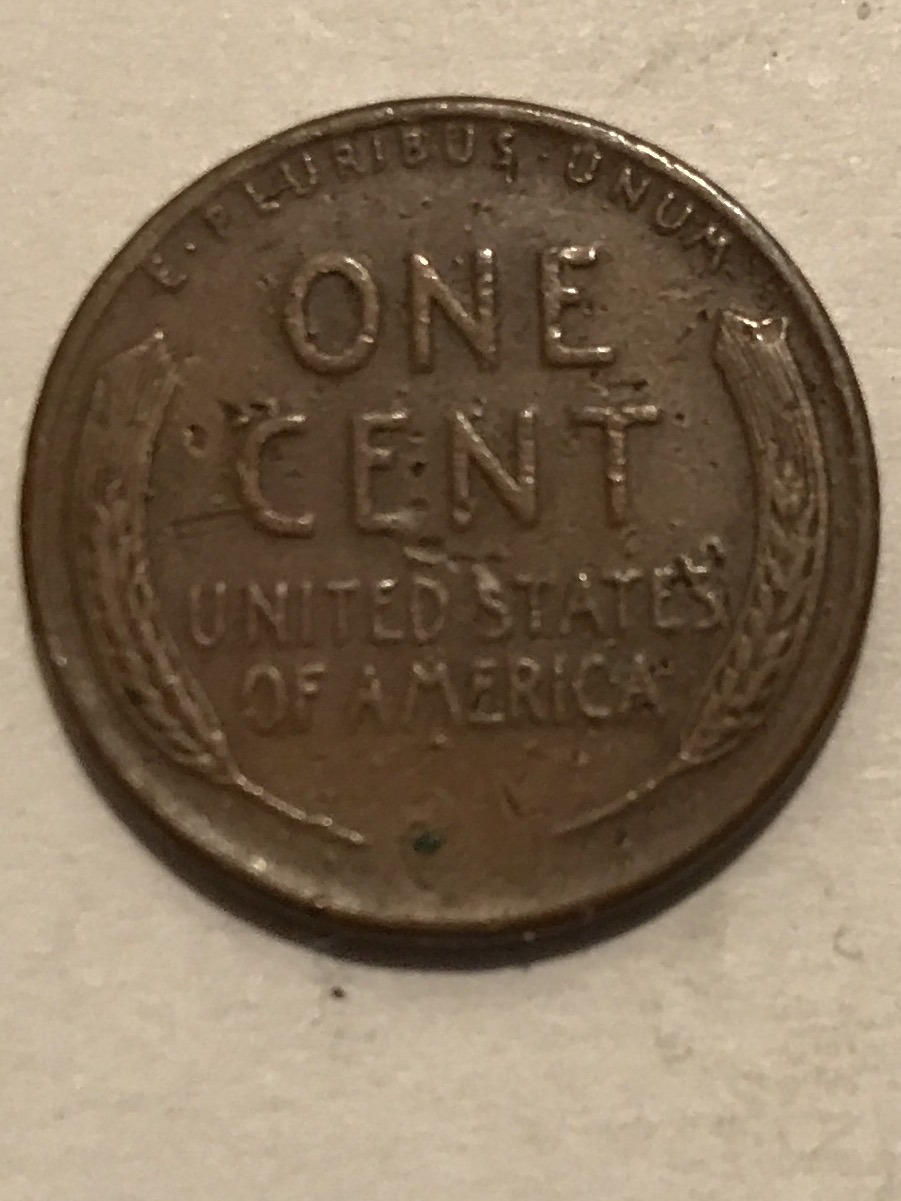 E · PLURIBUS · UNUM
ONE
CENT
UNITED STATES
OF AMERICA